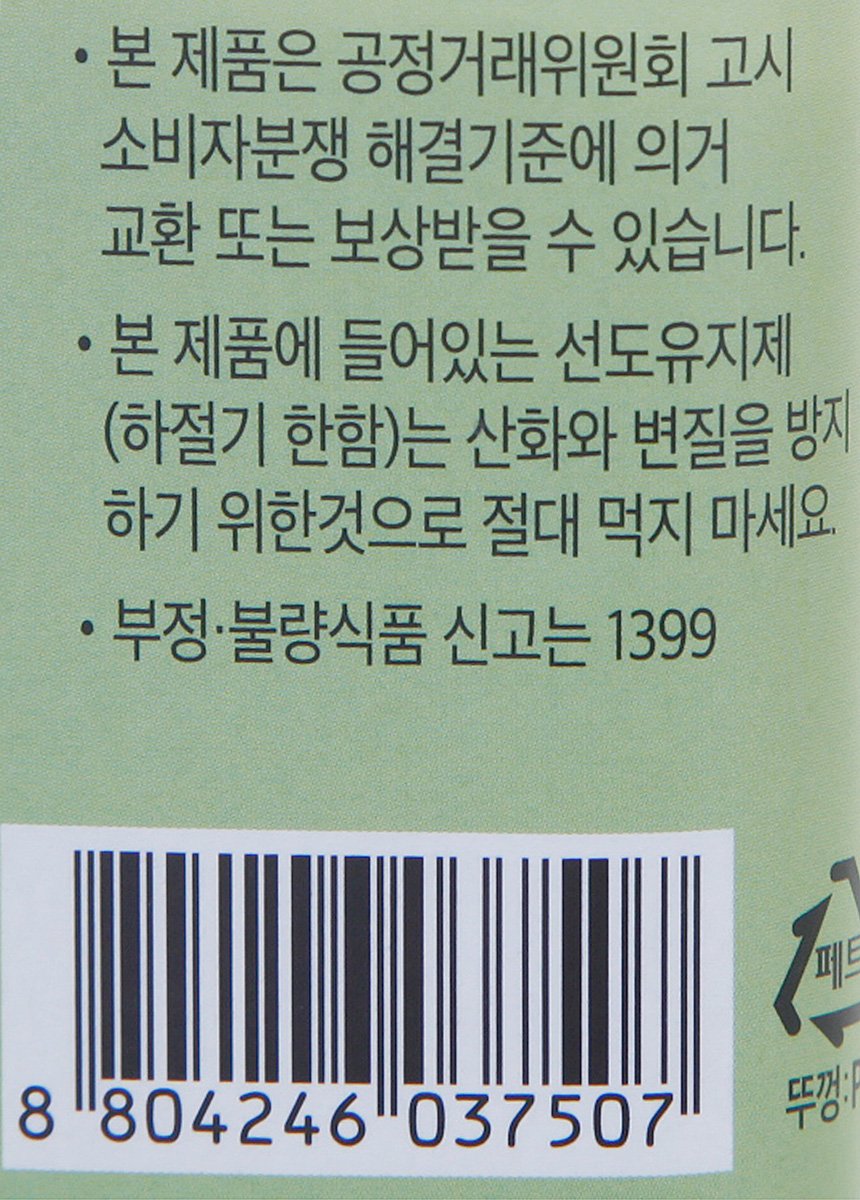 • 본 제품은 공정거래위원회 고시
소비자분쟁 해결기준에 의거
교환 또는 보상받을 수 있습니다.
• 본 제품에 들어있는 선도유지제
(하절기 한함)는 산화와 변질을 방지
하기 위한것으로 절대 먹지 마세요.
• 부정·불량식품 신고는 1399
8 804246 037507
뚜껑: